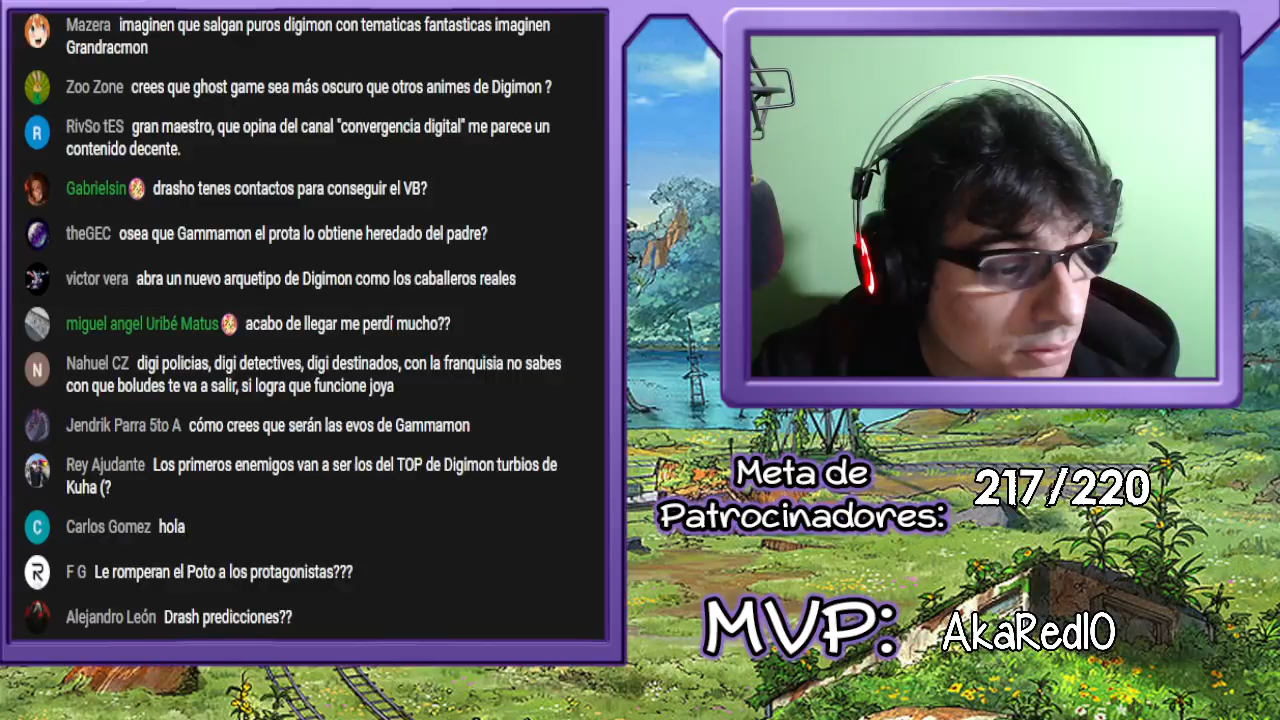 Mazera imaginen que salgan puros digimon con tematicas fantasticas imaginen
Grandracmon
Zoo Zone crees que ghost game sea más oscuro que otros animes de Digimon ?
R RivSo tES gran maestro, que opina del canal "convergencia digital" me parece un
contenido decente.
Gabrielsin drasho tenes contactos para conseguir el VB?
theGEC osea que Gammamon el prota lo obtiene heredado del padre?
victor vera abra un nuevo arquetipo de Digimon como los caballeros reales
miguel angel Uribé Matus acabo de llegar me perdí mucho??
N Nahuel CZ digi policias, digi detectives, digi destinados, con la franquisia no sabes
con que boludes te va a salir, si logra que funcione joya
Jendrik Parra 5to A cómo crees que serán las evos de Gammamon
Rey Ajudante Los primeros enemigos van a ser los del TOP de Digimon turbios de
Kuha (?
C Carlos Gomez hola
R F G Le romperan el Poto a los protagonistas???
Alejandro León Drash predicciones??
Meta de
Patrocinadores:
217/220
MVP:
AkaRed10